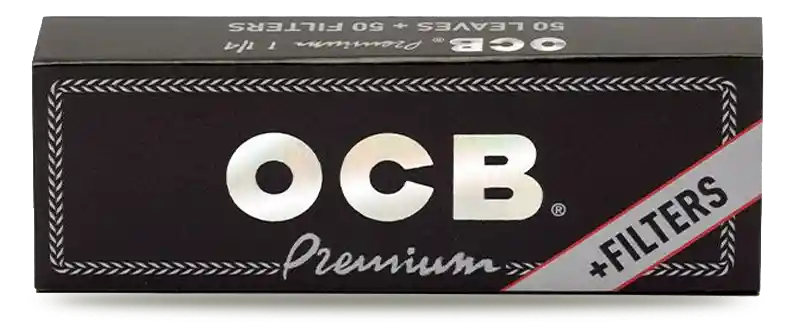 50 LEAVES + 50 FILTERS
OCB® Premium 1 1/4
OCB®
Premium
+FILTERS